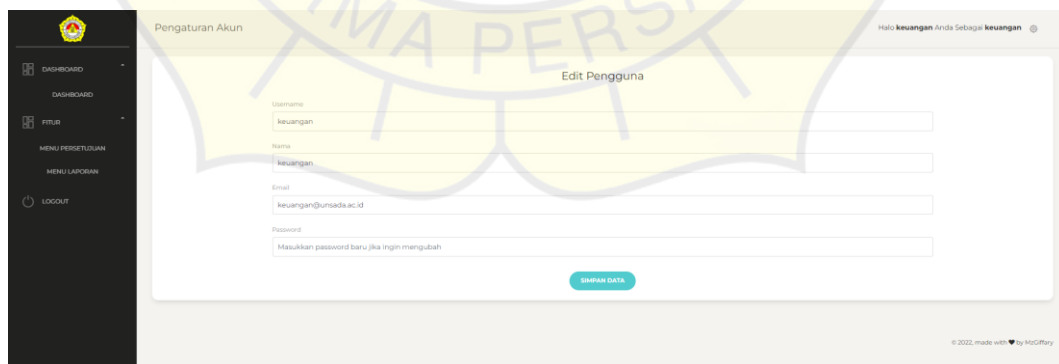 MA PERS
Pengaturan Akun
Halo keuangan Anda Sebagai keuangan
DASHBOARD
DASHBOARD
FITUR
MENU PERSETUJUAN
MENU LAPORAN
LOGOUT
Edit Pengguna
Username
keuangan
Nama
keuangan
Email
keuangan@unsada.ac.id
Password
Masukkan password baru jika ingin mengubah
SIMPAN DATA
© 2022, made with ♥ by MzGiffary